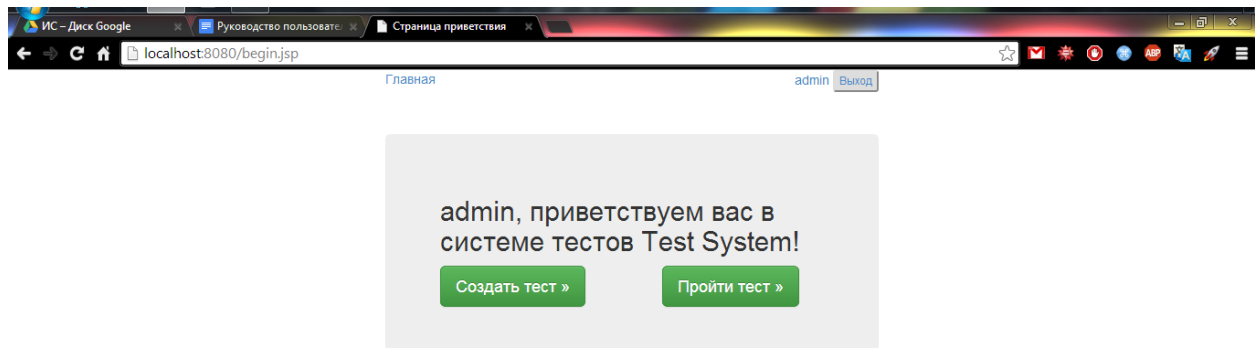 ИС – Диск Google
Руководство пользовате
Страница приветствия
localhost:8080/begin.jsp
ABP
Главная
admin Выход
admin, приветствуем вас в
системе тестов Test System!
Создать тест »
Пройти тест »